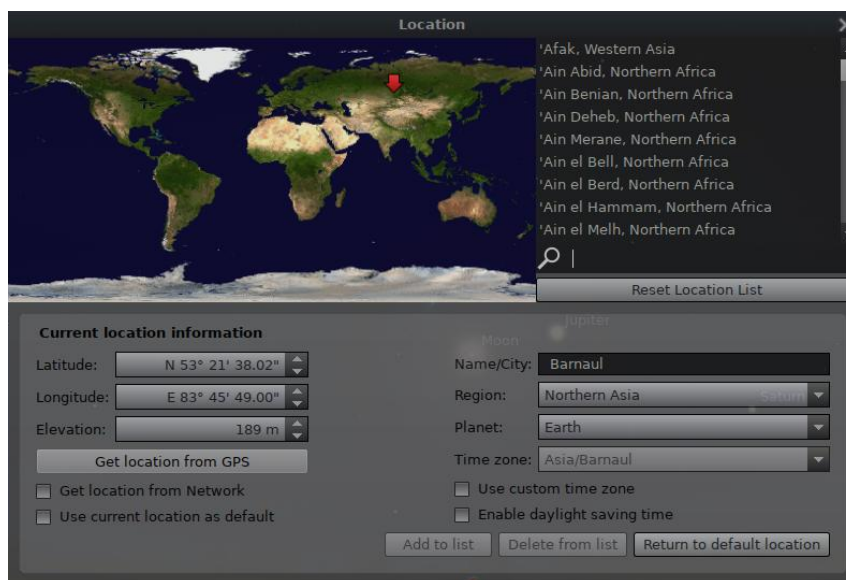 Location
'Afak, Western Asia
'Ain Abid, Northern Africa
'Ain Benian, Northern Africa
'Ain Deheb, Northern Africa
'Ain Merane, Northern Africa
'Ain el Bell, Northern Africa
'Ain el Berd, Northern Africa
'Ain el Hammam, Northern Africa
'Ain el Melh, Northern Africa
Reset Location List
Current location information
Jupiter
Moon
Latitude: N 53° 21' 38.02"
Name/City: Barnaul
Longitude: E 83° 45' 49.00"
Region: Northern Asia
Saturn
Elevation: 189 m
Planet: Earth
Get location from GPS
Time zone: Asia/Barnaul
Get location from Network
Use custom time zone
Use current location as default
Enable daylight saving time
Add to list
Delete from list
Return to default location